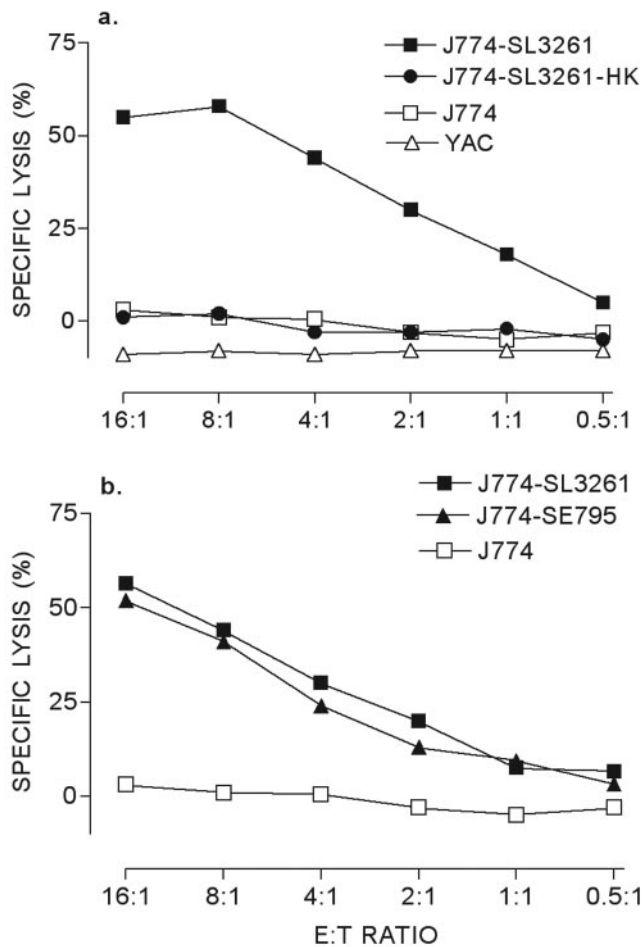 a.
J774-SL3261
J774-SL3261-HK
J774
YAC
SPECIFIC LYSIS (%)
75
50
25
0
16:1 8:1 4:1 2:1 1:1 0.5:1
b.
J774-SL3261
J774-SE795
J774
SPECIFIC LYSIS (%)
75
50
25
0
16:1 8:1 4:1 2:1 1:1 0.5:1
E:T RATIO